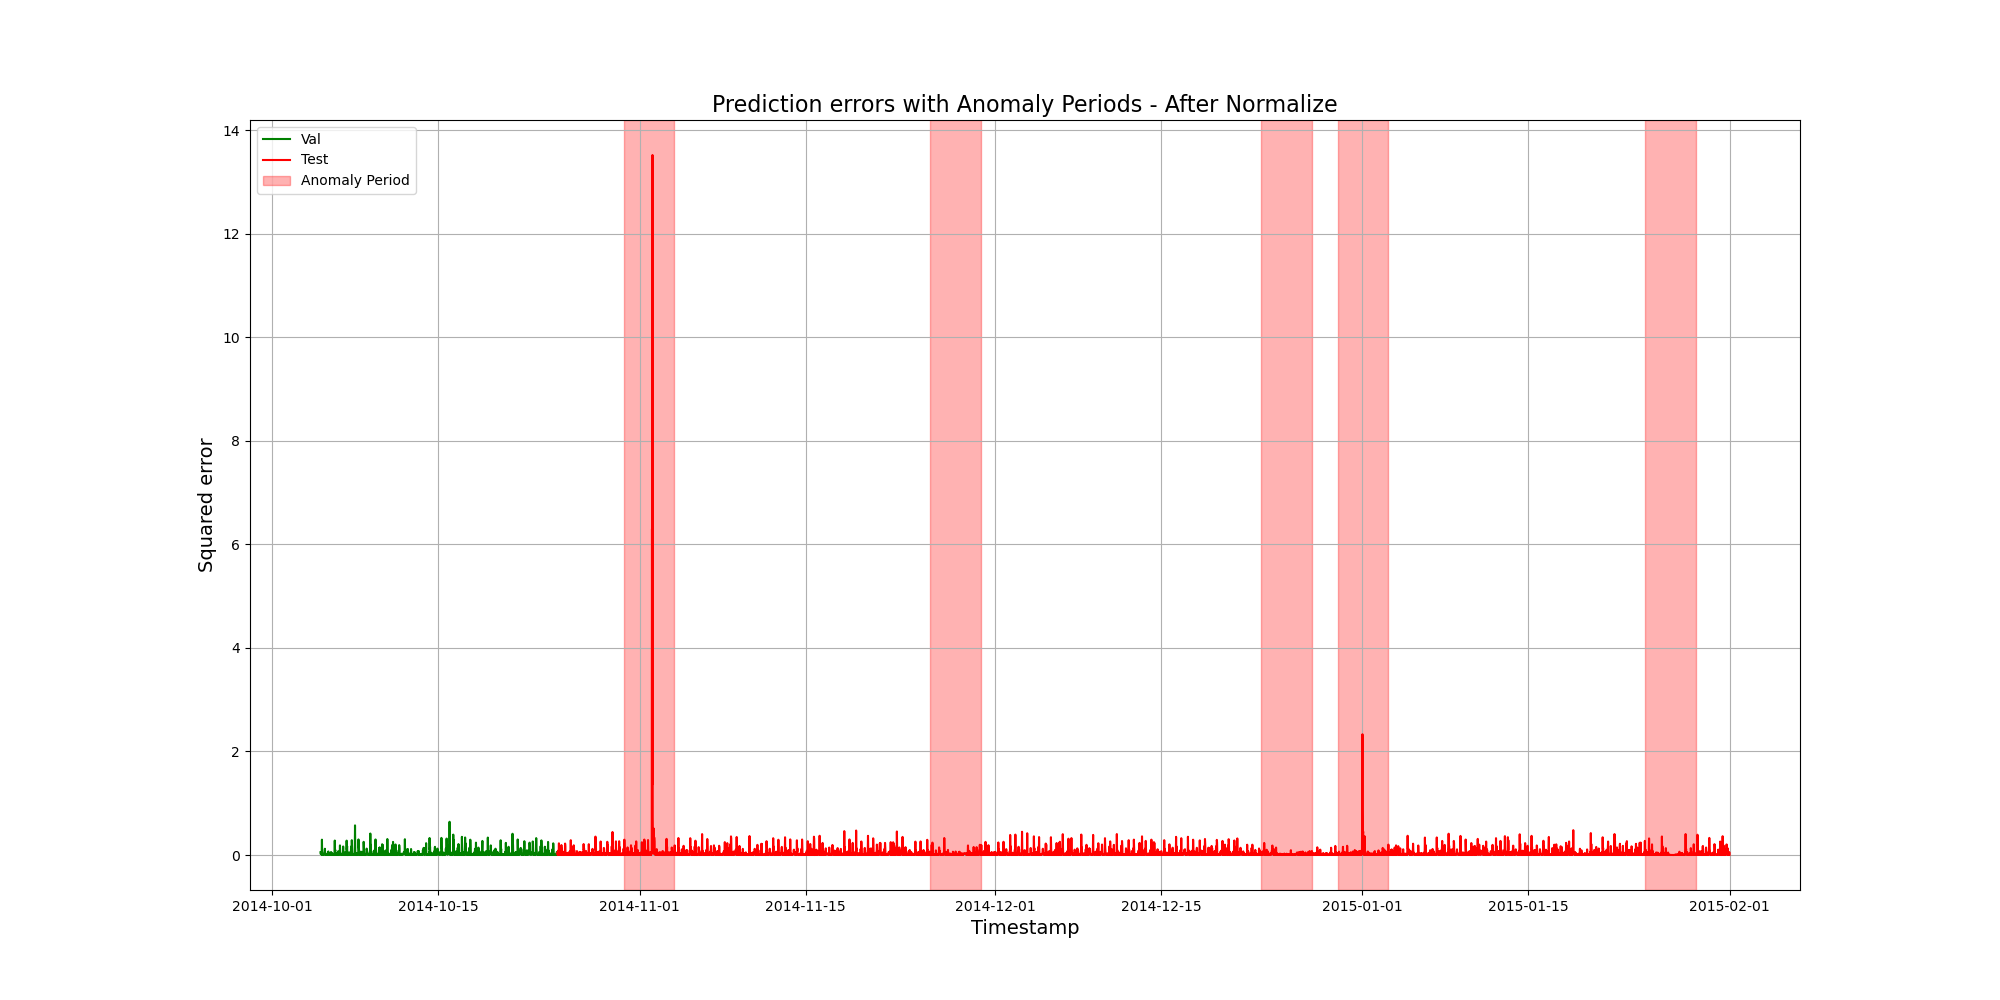 Prediction errors with Anomaly Periods - After Normalize
Val
Test
Anomaly Period
14
12
10
8
6
4
2
0
Squared error
2014-10-01 2014-10-15 2014-11-01 2014-11-15 2014-12-01 2014-12-15 2015-01-01 2015-01-15 2015-02-01
Timestamp